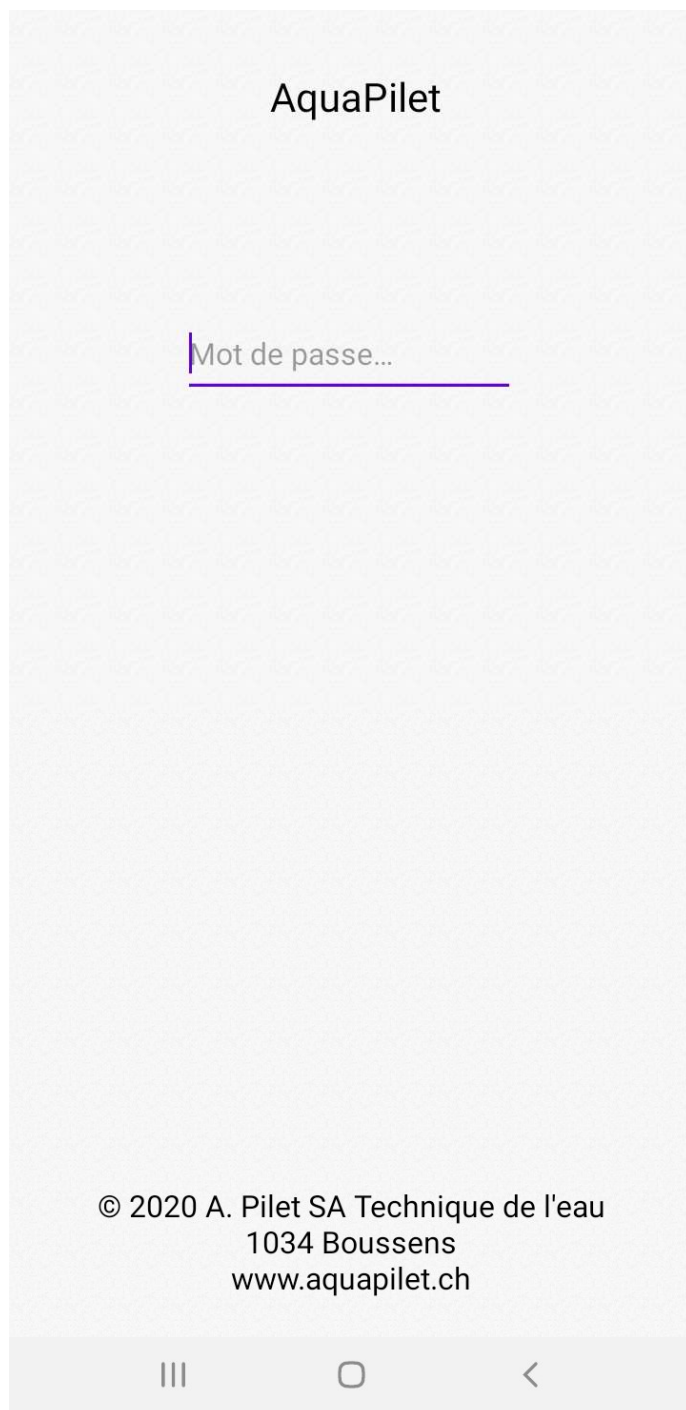 AquaPilet
Mot de passe...
© 2020 A. Pilet SA Technique de l'eau
1034 Boussens
www.aquapilet.ch